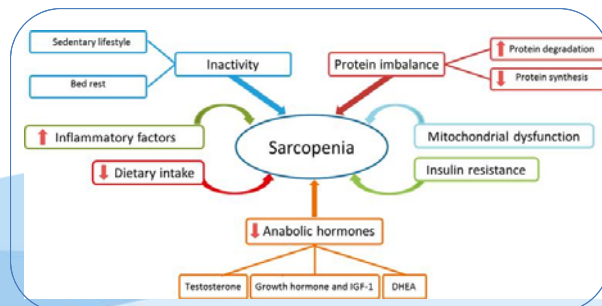 Sedentary lifestyle
Bed rest
Inactivity
Protein imbalance
Protein degradation
Protein synthesis
Inflammatory factors
Sarcopenia
Mitochondrial dysfunction
Dietary intake
Insulin resistance
Anabolic hormones
Testosterone
Growth hormone and IGF-1
DHEA